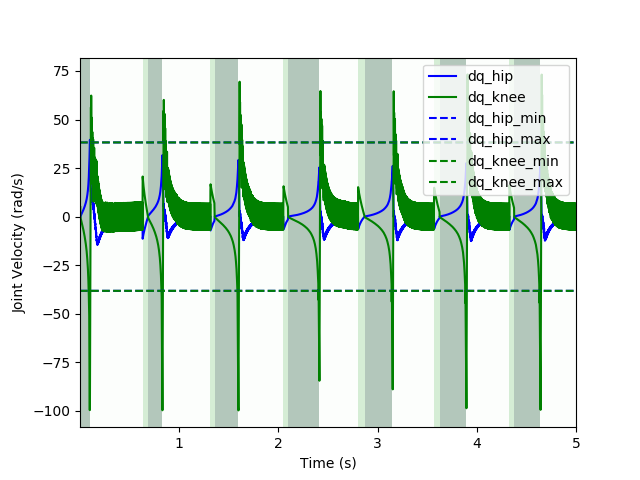 75
50
25
0
−25
−50
−75
−100
Joint Velocity (rad/s)
dq_hip
dq_knee
dq_hip_min
dq_hip_max
dq_knee_min
dq_knee_max
1
2
3
4
5
Time (s)